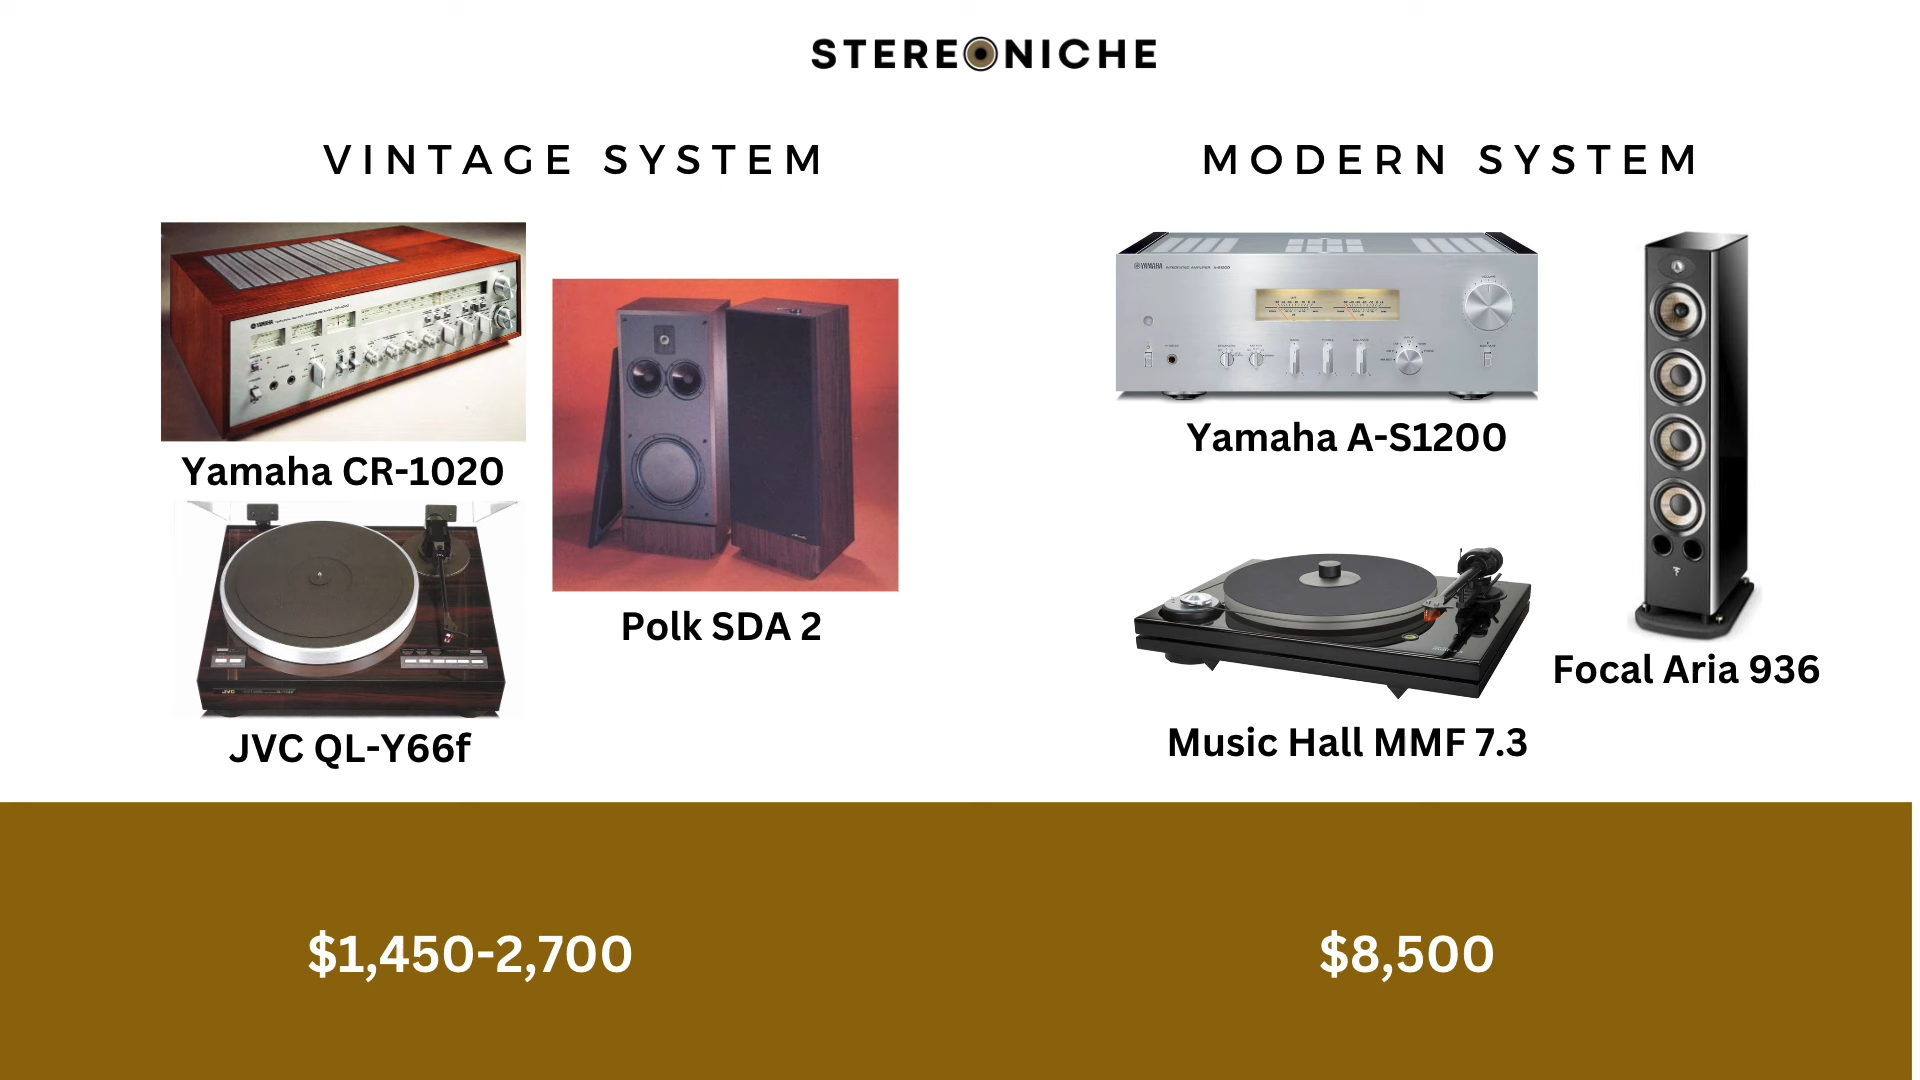 STEREONICHE
VINTAGE SYSTEM
Yamaha CR-1020
Polk SDA 2
JVC QL-Y66f
$1,450-2,700
MODERN SYSTEM
YAMAHA
Yamaha A-S1200
Focal Aria 936
Music Hall MMF 7.3
$8,500